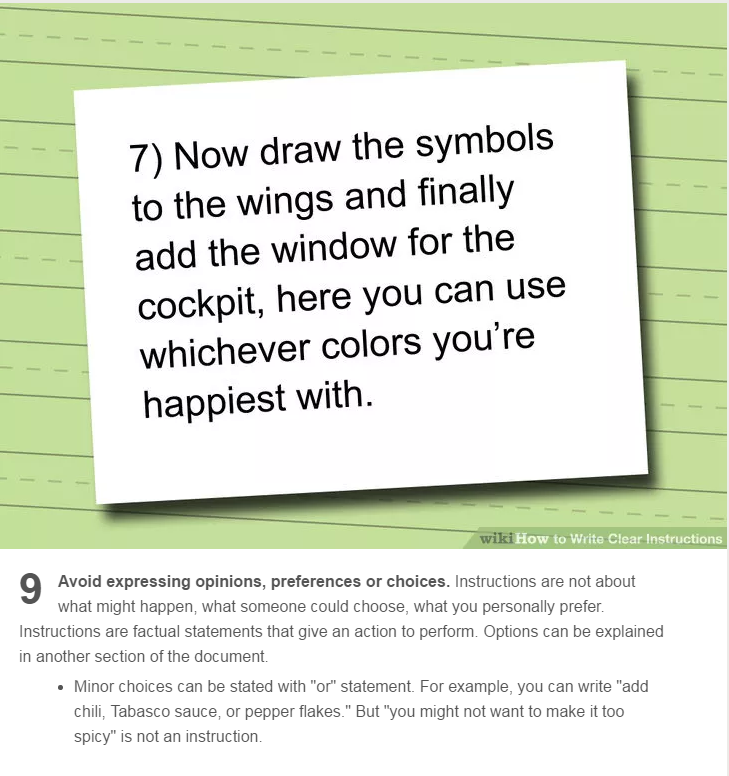 7) Now draw the symbols
to the wings and finally
add the window for the
cockpit, here you can use
whichever colors you’re
happiest with.
wikiHow to Write Clear Instructions
9 Avoid expressing opinions, preferences or choices. Instructions are not about
what might happen, what someone could choose, what you personally prefer.
Instructions are factual statements that give an action to perform. Options can be explained
in another section of the document.
• Minor choices can be stated with "or" statement. For example, you can write "add
chili, Tabasco sauce, or pepper flakes." But "you might not want to make it too
spicy" is not an instruction.